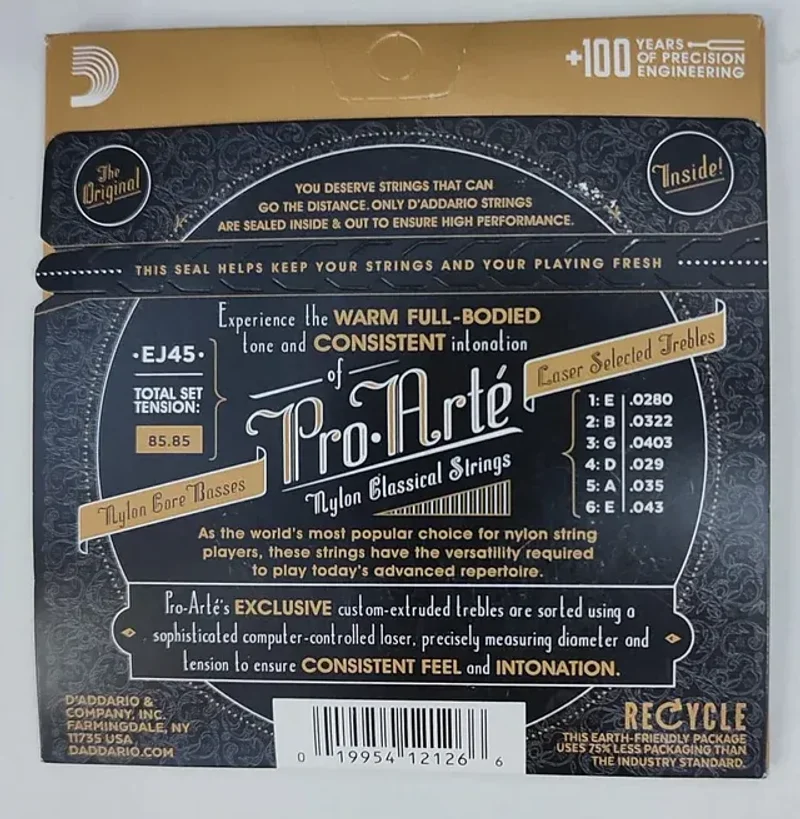 +100 YEARS
OF PRECISION
ENGINEERING
The
Original
Inside!
YOU DESERVE STRINGS THAT CAN
GO THE DISTANCE. ONLY D'ADDARIO STRINGS
ARE SEALED INSIDE & OUT TO ENSURE HIGH PERFORMANCE.
THIS SEAL HELPS KEEP YOUR STRINGS AND YOUR PLAYING FRESH
Experience the WARM FULL-BODIED
tone and CONSISTENT intonation
of
Pro·Arté
Nylon Classical Strings
·EJ45·
TOTAL SET
TENSION:
85.85
Nylon Core Basses
Laser Selected Trebles
1: E .0280
2: B .0322
3: G .0403
4: D .029
5: A .035
6: E .043
As the world's most popular choice for nylon string
players, these strings have the versatility required
to play today's advanced repertoire.
Pro-Arté's EXCLUSIVE custom-extruded trebles are sorted using a
sophisticated computer-controlled laser, precisely measuring diameter and
tension to ensure CONSISTENT FEEL and INTONATION.
D'ADDARIO &
COMPANY, INC.
FARMINGDALE, NY
11735 USA
DADDARIO.COM
0 19954 12126 6
RECYCLE
THIS EARTH-FRIENDLY PACKAGE
USES 75% LESS PACKAGING THAN
THE INDUSTRY STANDARD.